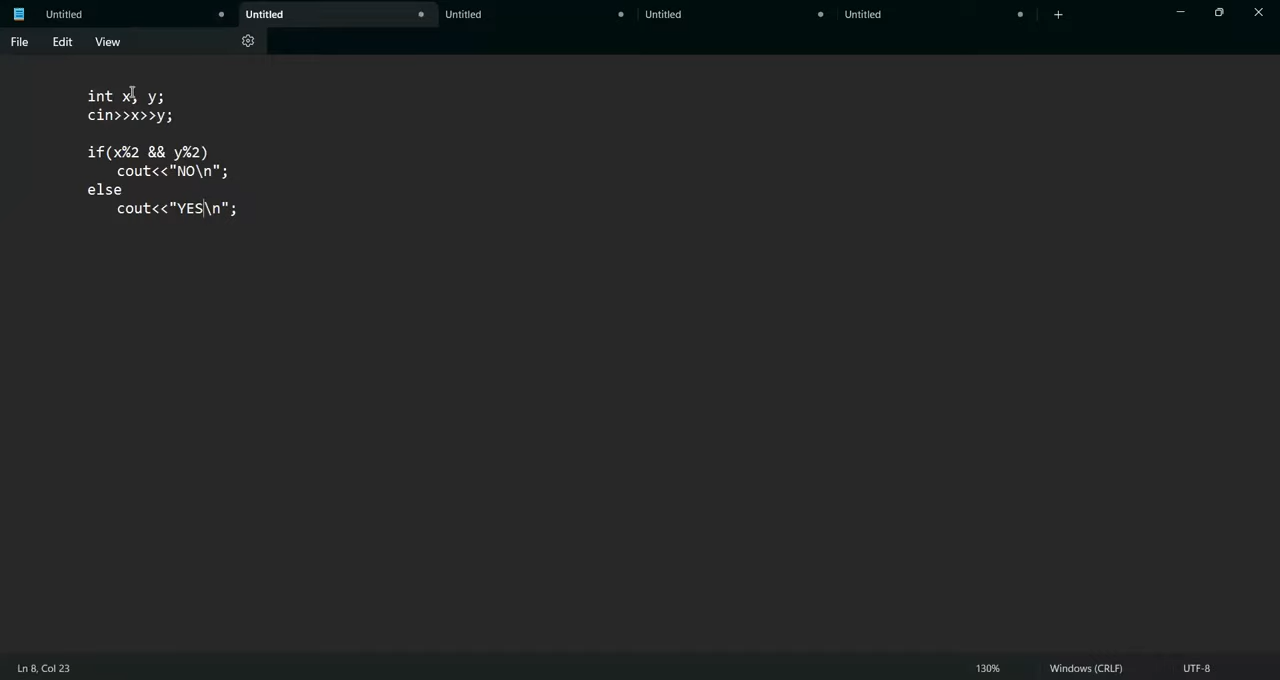 Untitled Untitled Untitled Untitled Untitled
File Edit View
int x, y;
cin>>x>>y;
if(x%2 && y%2)
cout<<"NO\n";
else
cout<<"YES\n";
Ln 8, Col 23 130% Windows (CRLF) UTF-8